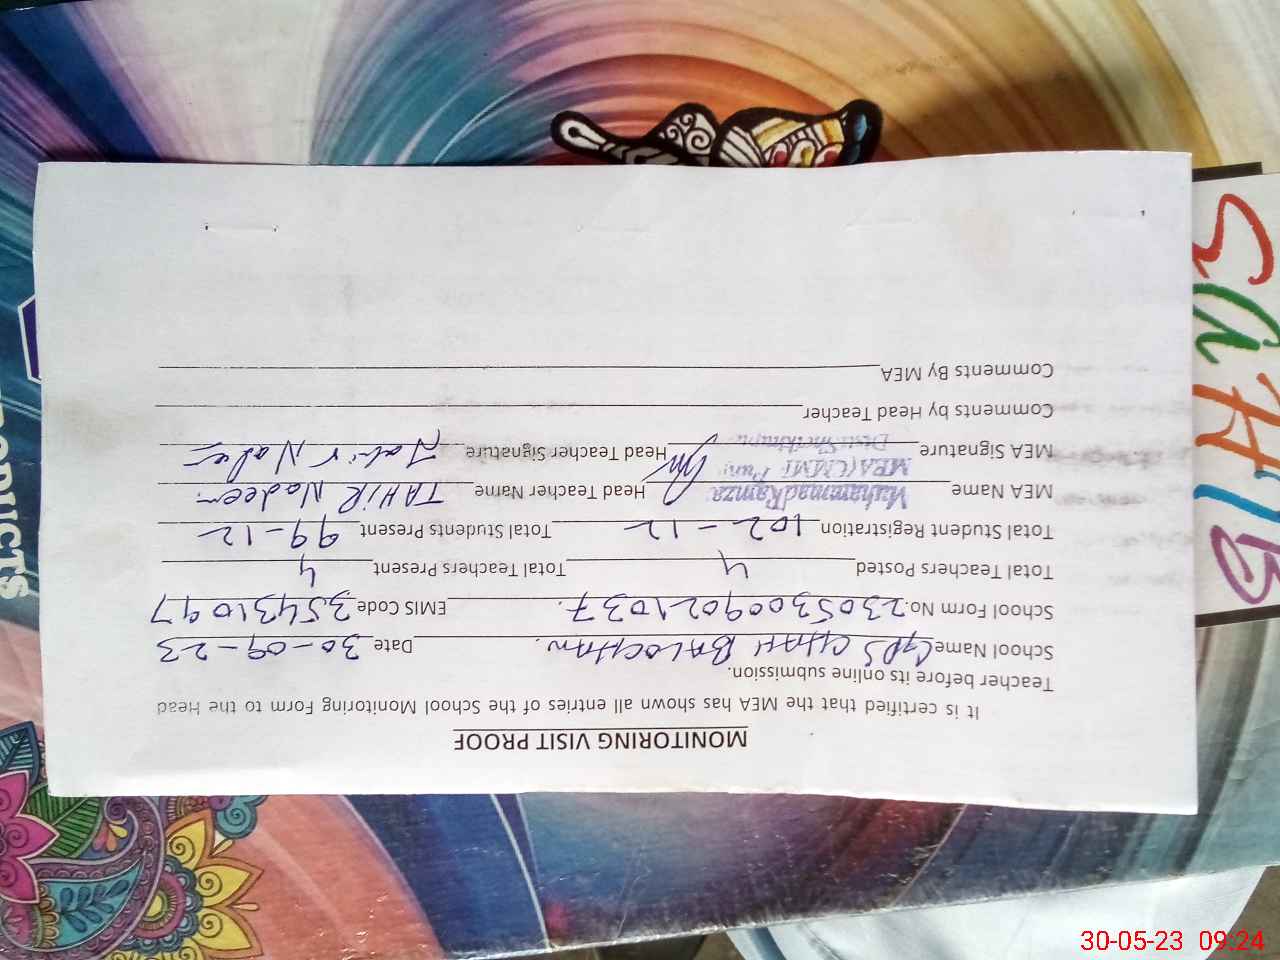 MONITORING VISIT PROOF
It is certified that the MEA has shown all entries of the School Monitoring Form to the Head
Teacher before its online submission.
School Name GPS CHAH BALOCHAN. Date 30-09-23
School Form No. 23053009021037. EMIS Code 35431097
Total Teachers Posted 4 Total Teachers Present 4
Total Student Registration 102-12 Total Students Present 99-12
MEA Name Muhammad Ramzan Head Teacher Name TAHIR Nadeem
MEA (CMM)
MEA Signature Head Teacher Signature
Comments by Head Teacher
Comments By MEA
SAHIB
PRODUCTS
30-05-23 09:24